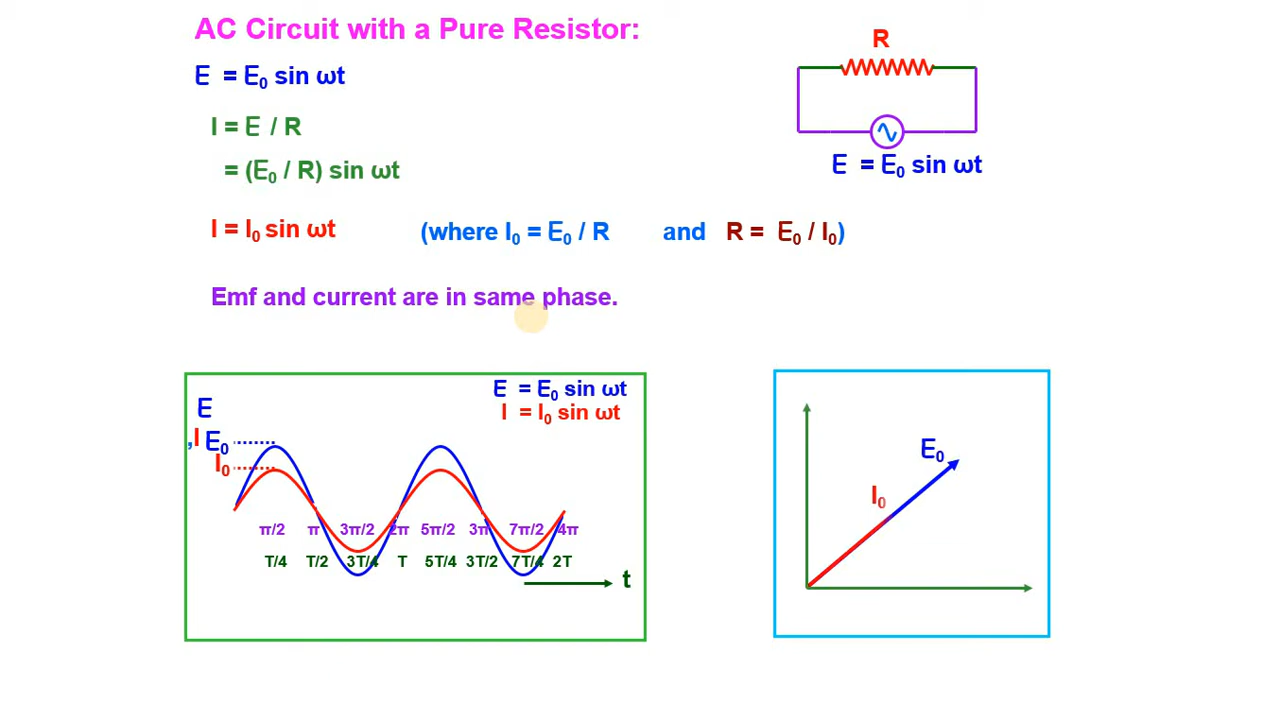 AC Circuit with a Pure Resistor:
R
E = E₀ sin ωt
I = E / R
= (E₀ / R) sin ωt
E = E₀ sin ωt
I = I₀ sin ωt (where I₀ = E₀ / R and R = E₀ / I₀)
Emf and current are in same phase.
E = E₀ sin ωt
I = I₀ sin ωt
E
,I E₀
I₀
π/2 π 3π/2 2π 5π/2 3π 7π/2 4π
T/4 T/2 3T/4 T 5T/4 3T/2 7T/4 2T
t
E₀
I₀